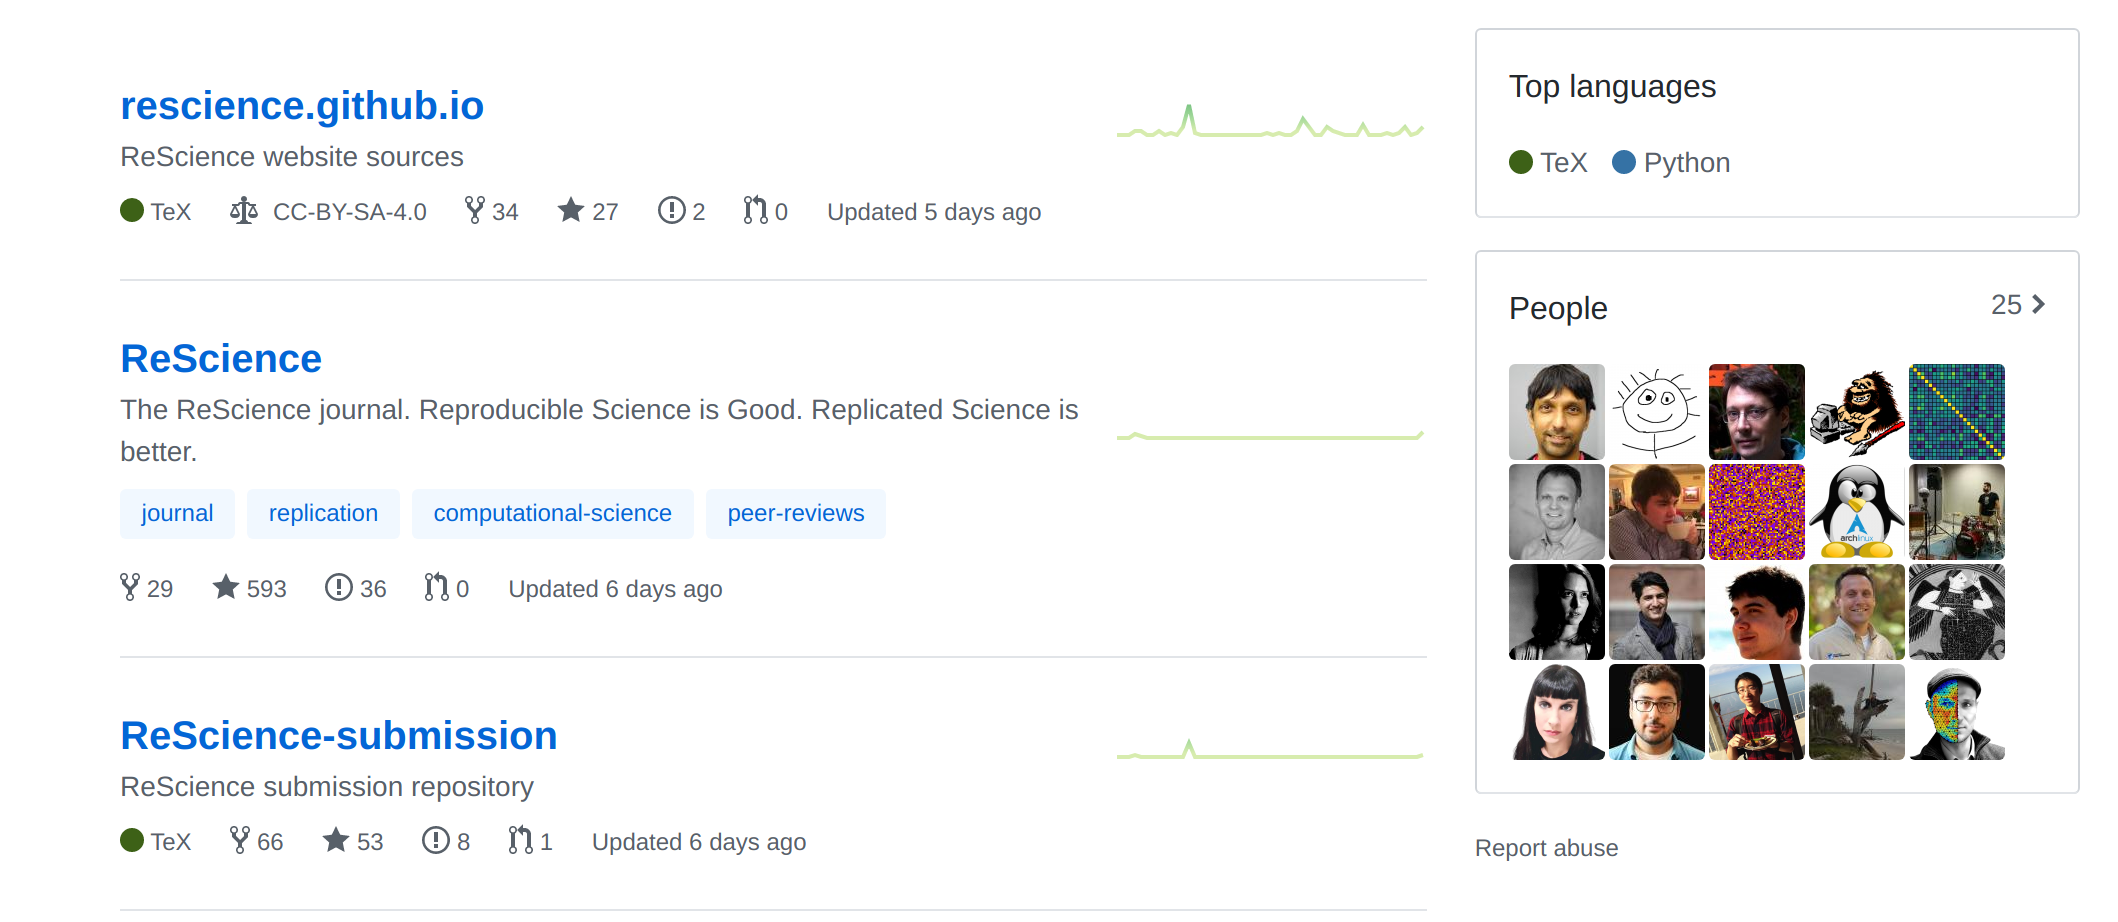 rescience.github.io
ReScience website sources
TeX CC-BY-SA-4.0 34 27 2 0 Updated 5 days ago
ReScience
The ReScience journal. Reproducible Science is Good. Replicated Science is
better.
journal replication computational-science peer-reviews
29 593 36 0 Updated 6 days ago
ReScience-submission
ReScience submission repository
TeX 66 53 8 1 Updated 6 days ago
Top languages
TeX Python
People 25
archlinux
Report abuse